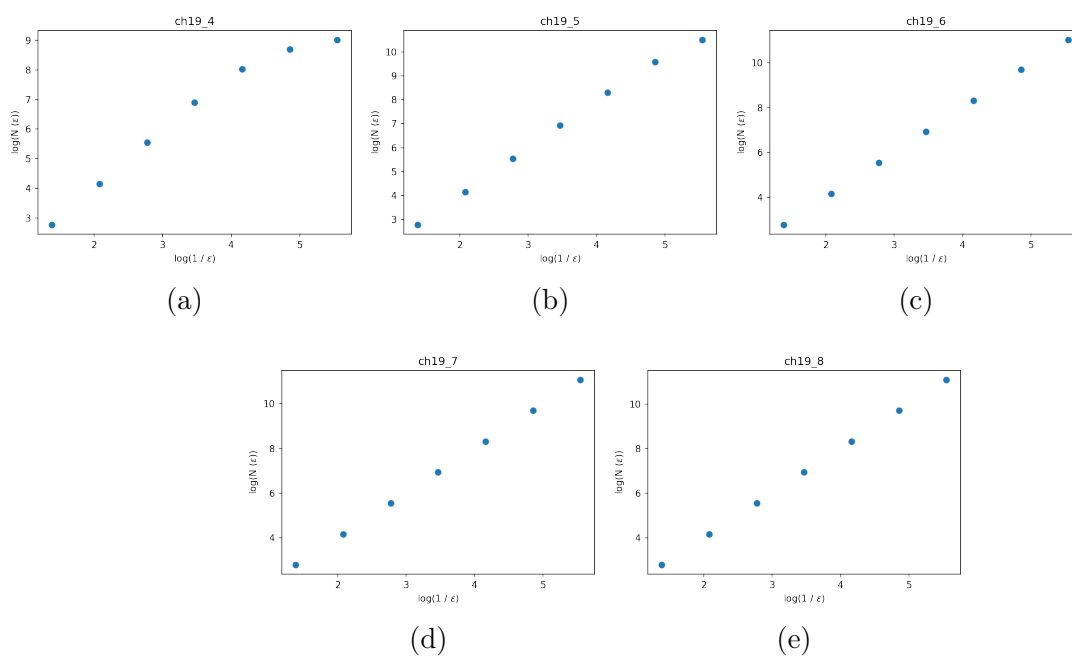 ch19_4
9
8
7
6
5
4
3
log(N (ε))
2 3 4 5
log(1 / ε)
(a)
ch19_5
10
9
8
7
6
5
4
3
log(N (ε))
2 3 4 5
log(1 / ε)
(b)
ch19_6
10
8
6
4
log(N (ε))
2 3 4 5
log(1 / ε)
(c)
ch19_7
10
8
6
4
log(N (ε))
2 3 4 5
log(1 / ε)
(d)
ch19_8
10
8
6
4
log(N (ε))
2 3 4 5
log(1 / ε)
(e)